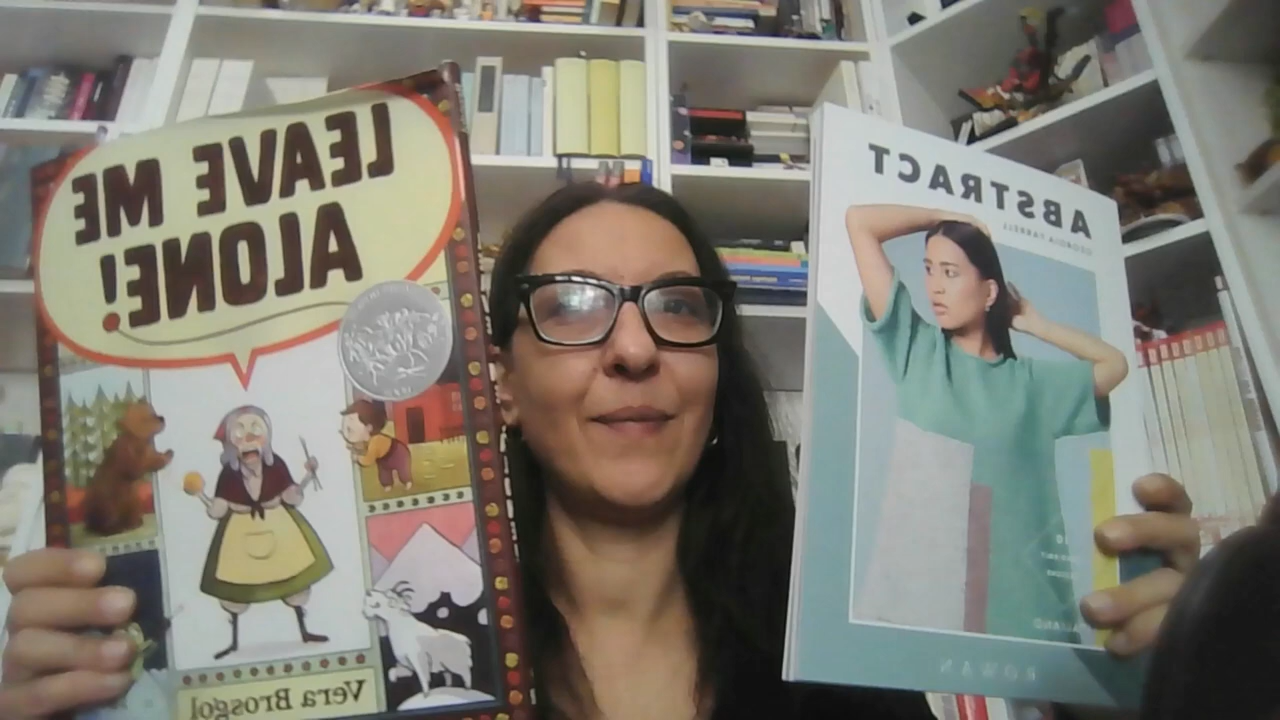 LEAVE ME
ALONE!
Vera Brosgol
ABSTRACT
GEORGIA FARRELL
ROWAN